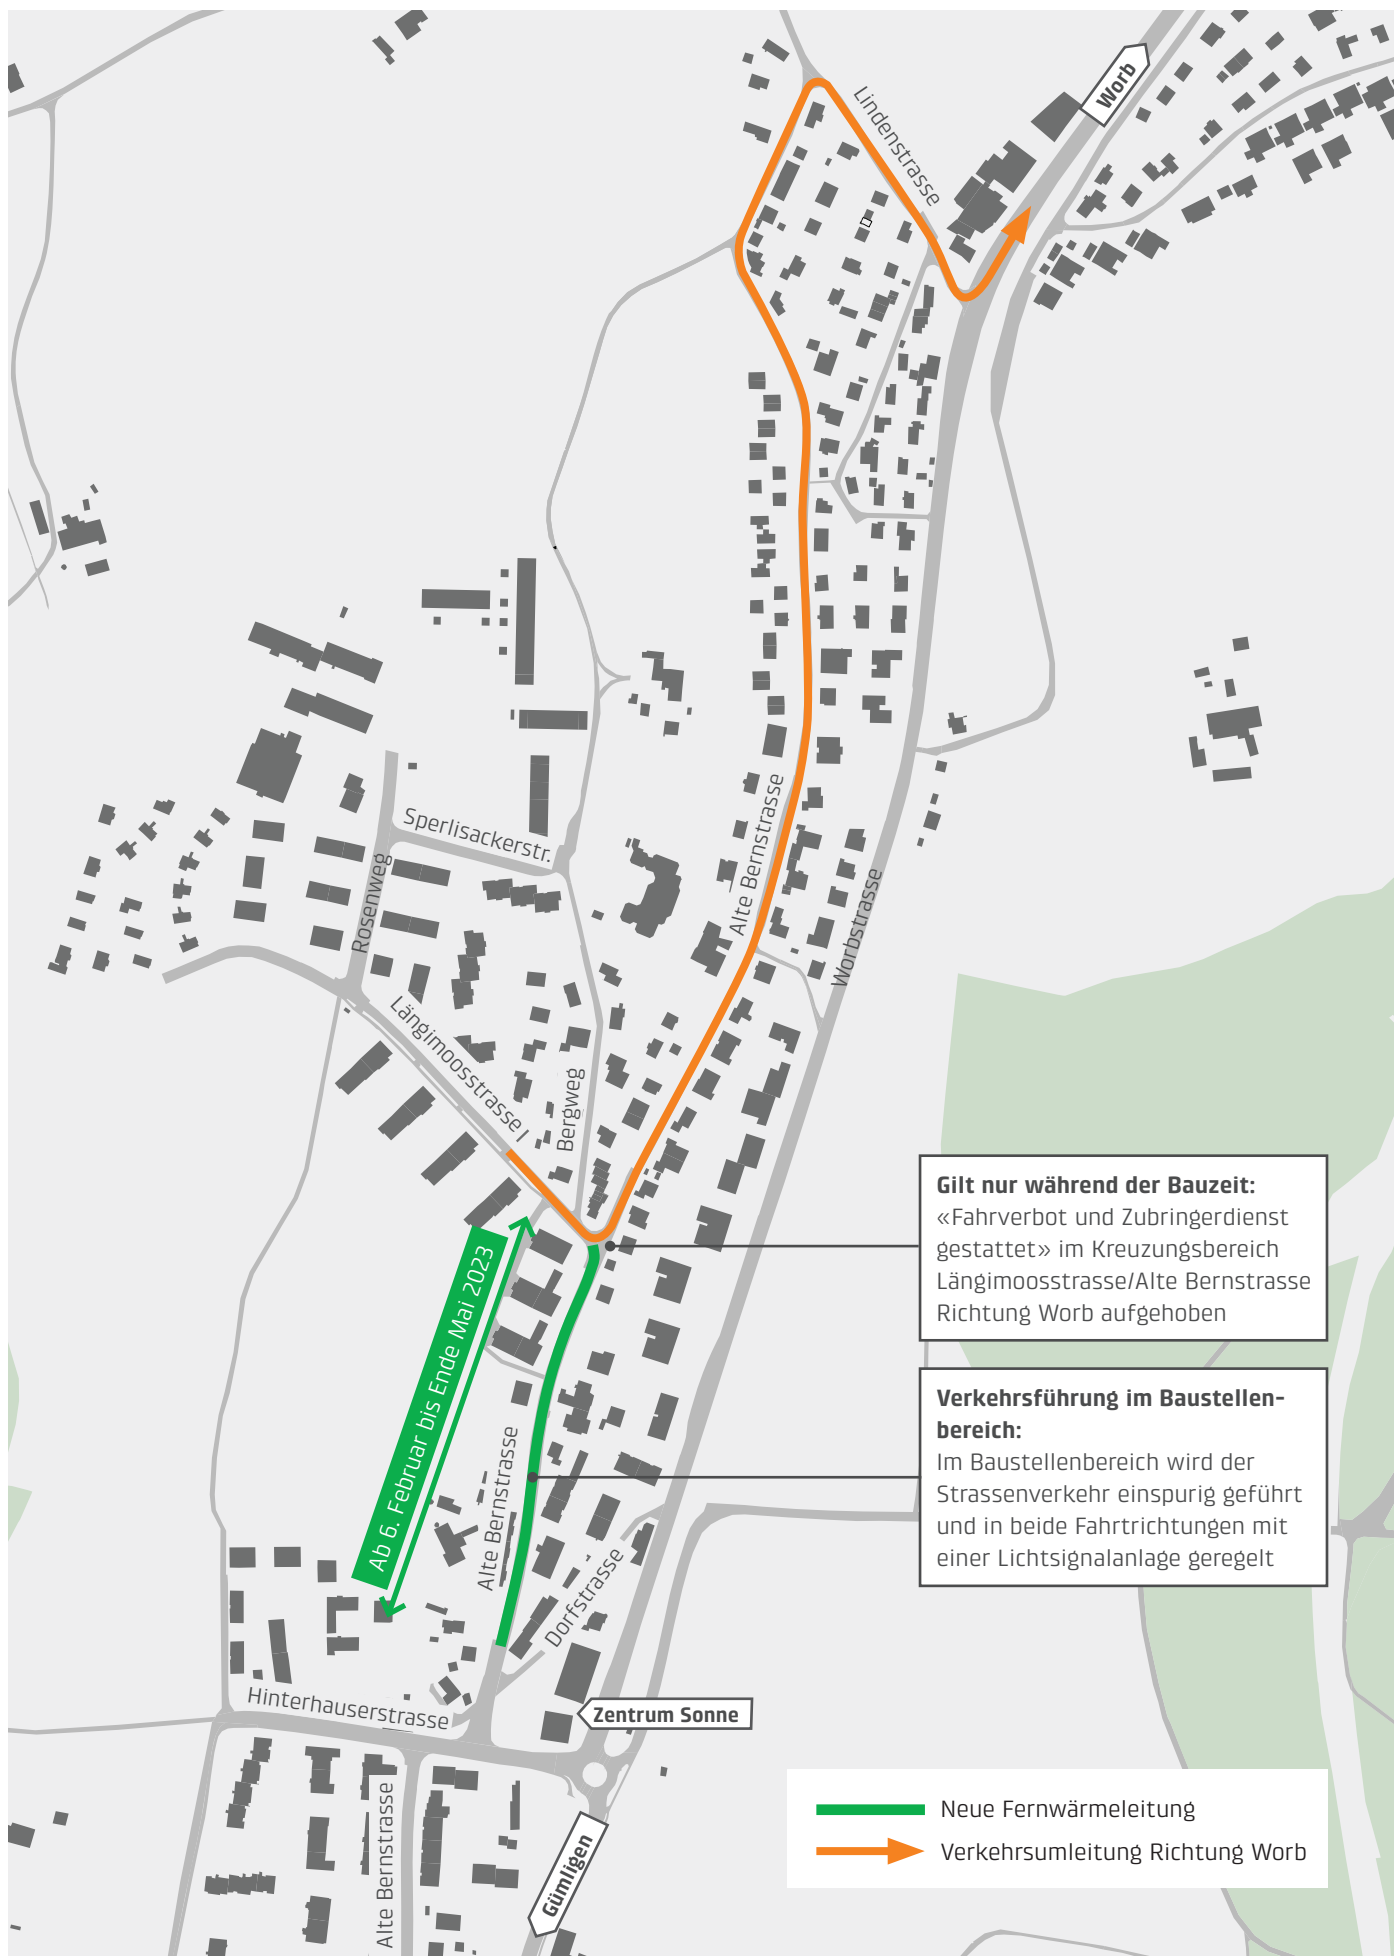 Worb
Lindenstrasse
Alte Bernstrasse
Worbstrasse
Sperlisackerstr.
Rosenweg
Längimoosstrasse I
Bergweg
Gilt nur während der Bauzeit:
«Fahrverbot und Zubringerdienst
gestattet» im Kreuzungsbereich
Längimoosstrasse/Alte Bernstrasse
Richtung Worb aufgehoben
Ab 6. Februar bis Ende Mai 2023
Verkehrsführung im Baustellen-
bereich:
Im Baustellenbereich wird der
Strassenverkehr einspurig geführt
und in beide Fahrtrichtungen mit
einer Lichtsignalanlage geregelt
Alte Bernstrasse
Dorfstrasse
Hinterhauserstrasse
Zentrum Sonne
Alte Bernstrasse
Gümligen
Neue Fernwärmeleitung
Verkehrsumleitung Richtung Worb